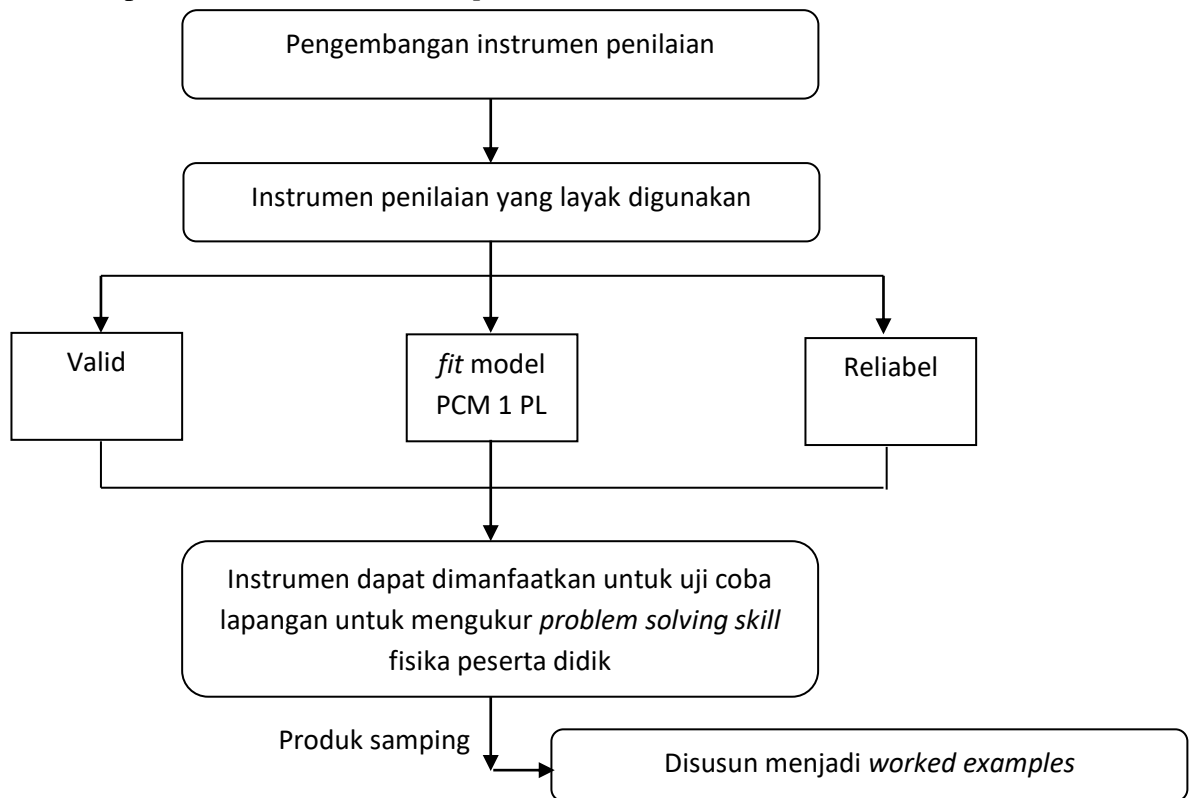 Pengembangan instrumen penilaian
Instrumen penilaian yang layak digunakan
Valid
fit model
PCM 1 PL
Reliabel
Instrumen dapat dimanfaatkan untuk uji coba
lapangan untuk mengukur problem solving skill
fisika peserta didik
Produk samping
Disusun menjadi worked examples